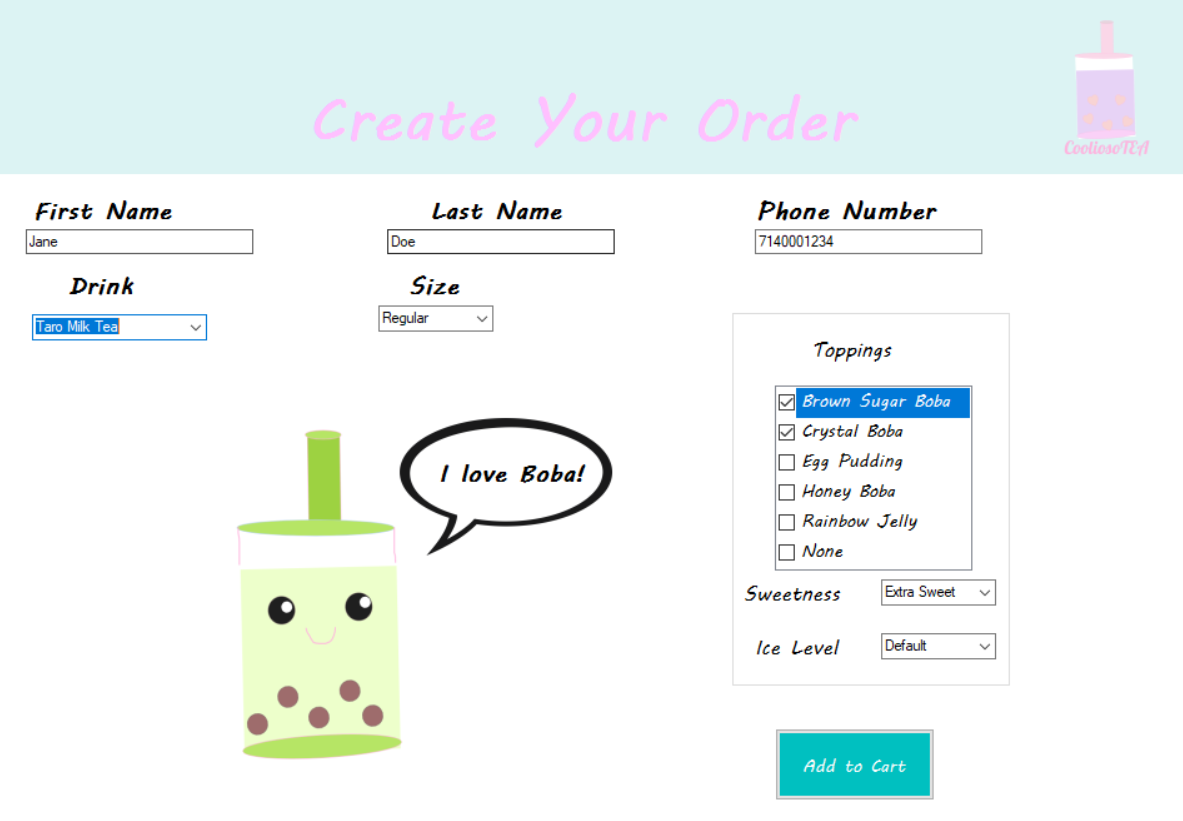 Create Your Order
CooliosoTEA
First Name
Last Name
Phone Number
Jane
Doe
7140001234
Drink
Size
Taro Milk Tea
Regular
Toppings
Brown Sugar Boba
Crystal Boba
Egg Pudding
Honey Boba
Rainbow Jelly
None
I love Boba!
Sweetness
Extra Sweet
Ice Level
Default
Add to Cart